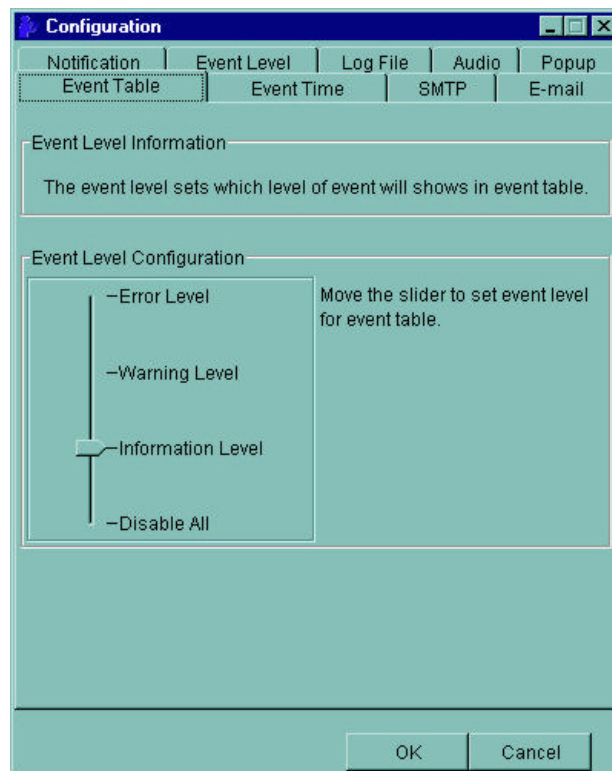 Configuration
Notification Event Level Log File Audio Popup
Event Table Event Time SMTP E-mail
Event Level Information
The event level sets which level of event will shows in event table.
Event Level Configuration
Error Level
Move the slider to set event level
for event table.
Warning Level
Information Level
Disable All
OK Cancel